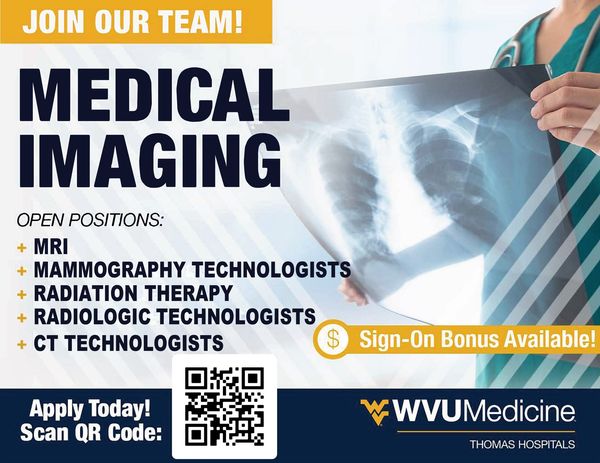 JOIN OUR TEAM!
MEDICAL
IMAGING
OPEN POSITIONS:
+ MRI
+ MAMMOGRAPHY TECHNOLOGISTS
+ RADIATION THERAPY
+ RADIOLOGIC TECHNOLOGISTS
+ CT TECHNOLOGISTS
$ Sign-On Bonus Available!
Apply Today!
Scan QR Code:
WV WVUMedicine
THOMAS HOSPITALS